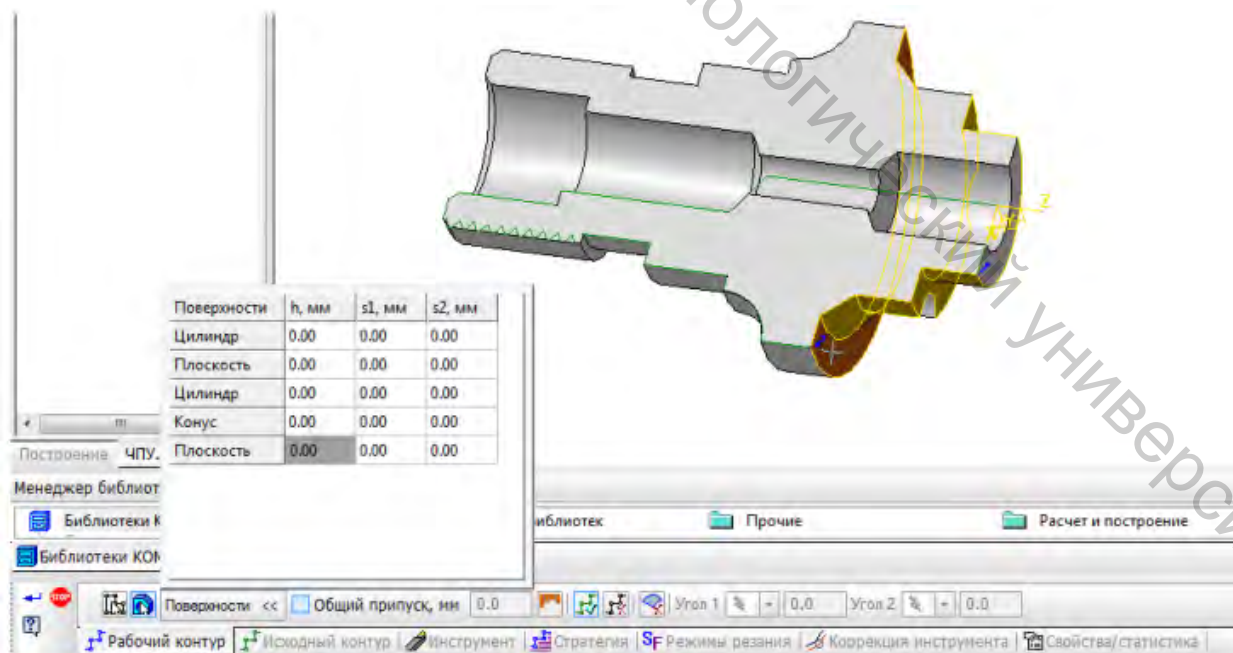 ологический универси
Z
Поверхности h, мм s1, мм s2, мм
Цилиндр 0.00 0.00 0.00
Плоскость 0.00 0.00 0.00
Цилиндр 0.00 0.00 0.00
Конус 0.00 0.00 0.00
Плоскость 0.00 0.00 0.00
Построение ЧПУ.
Менеджер библиот
Библиотеки К иблиотек Прочие Расчет и построение
Библиотеки КОМ
STOP Поверхности << Общий припуск, мм 0.0 Угол 1 0.0 Угол 2 0.0
Рабочий контур Исходный контур Инструмент Стратегия SF Режимы резания Коррекция инструмента Свойства/статистика